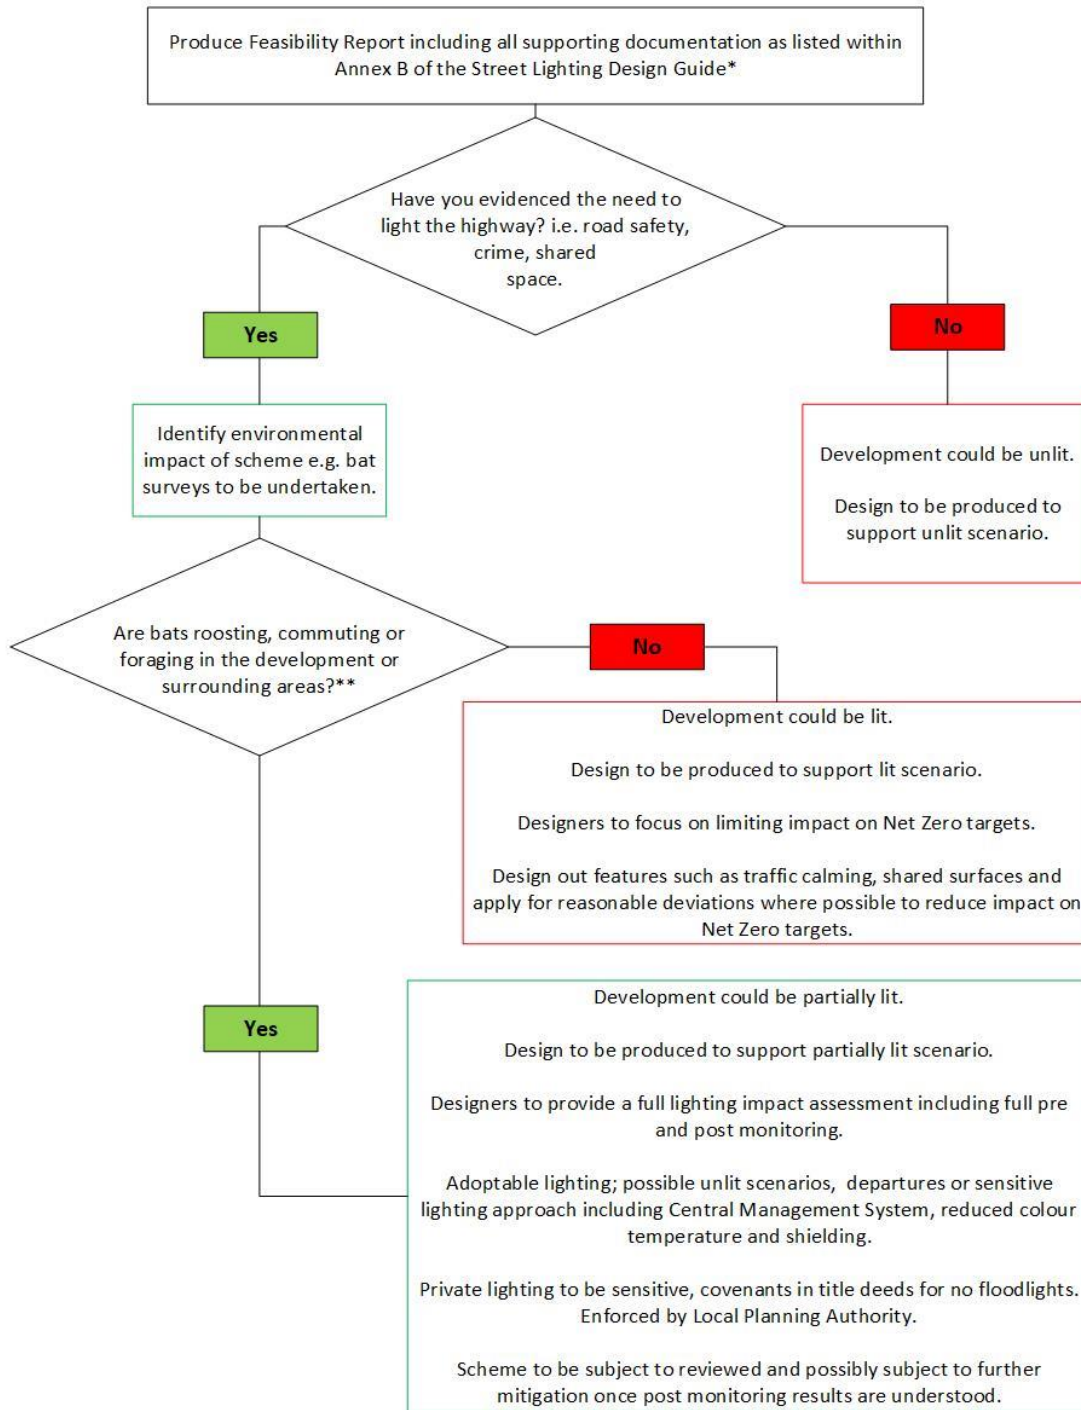 Produce Feasibility Report including all supporting documentation as listed within
Annex B of the Street Lighting Design Guide*
Have you evidenced the need to
light the highway? i.e. road safety,
crime, shared
space.
Yes
No
Identify environmental
impact of scheme e.g. bat
surveys to be undertaken.
Development could be unlit.
Design to be produced to
support unlit scenario.
Are bats roosting, commuting or
foraging in the development or
surrounding areas?**
No
Development could be lit.
Design to be produced to support lit scenario.
Designers to focus on limiting impact on Net Zero targets.
Design out features such as traffic calming, shared surfaces and
apply for reasonable deviations where possible to reduce impact on
Net Zero targets.
Yes
Development could be partially lit.
Design to be produced to support partially lit scenario.
Designers to provide a full lighting impact assessment including full pre
and post monitoring.
Adoptable lighting; possible unlit scenarios, departures or sensitive
lighting approach including Central Management System, reduced colour
temperature and shielding.
Private lighting to be sensitive, covenants in title deeds for no floodlights.
Enforced by Local Planning Authority.
Scheme to be subject to reviewed and possibly subject to further
mitigation once post monitoring results are understood.